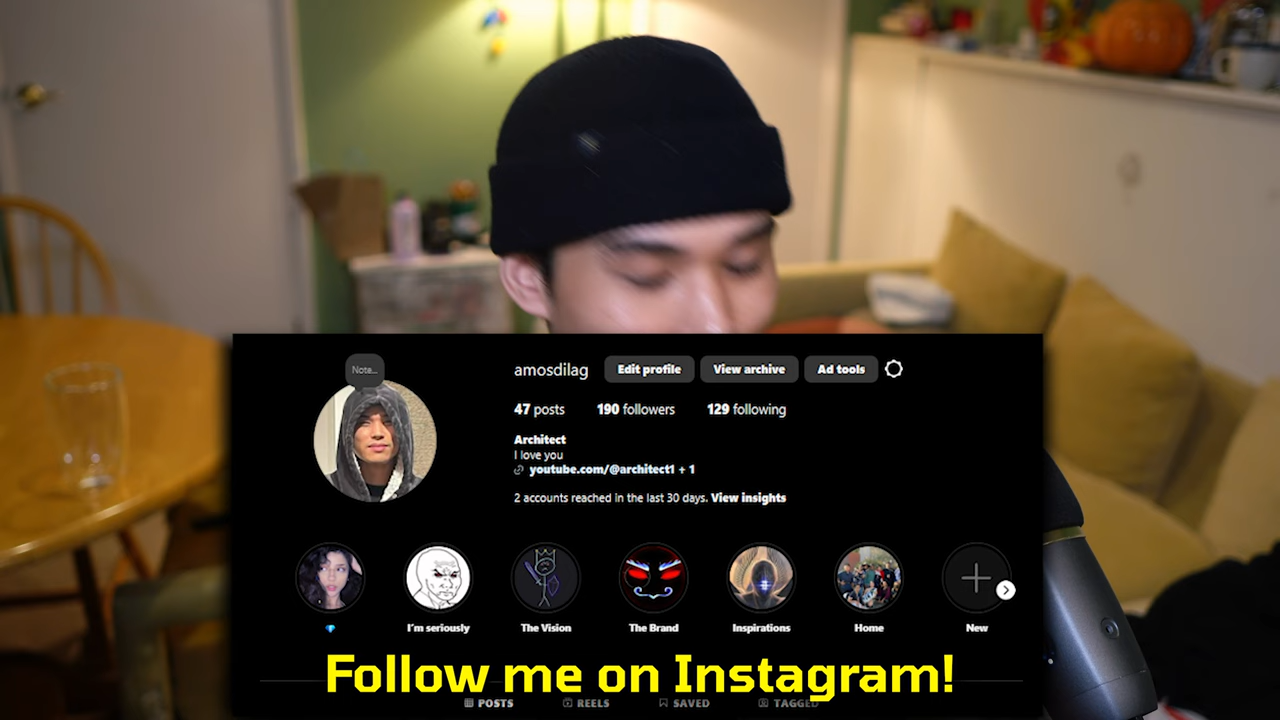 Note...
amosdilag Edit profile View archive Ad tools
47 posts 190 followers 129 following
Architect
I love you
youtube.com/@architect1 + 1
2 accounts reached in the last 30 days. View insights
I'm seriously The Vision The Brand Inspirations Home New
Follow me on Instagram!
POSTS REELS SAVED TAGGED